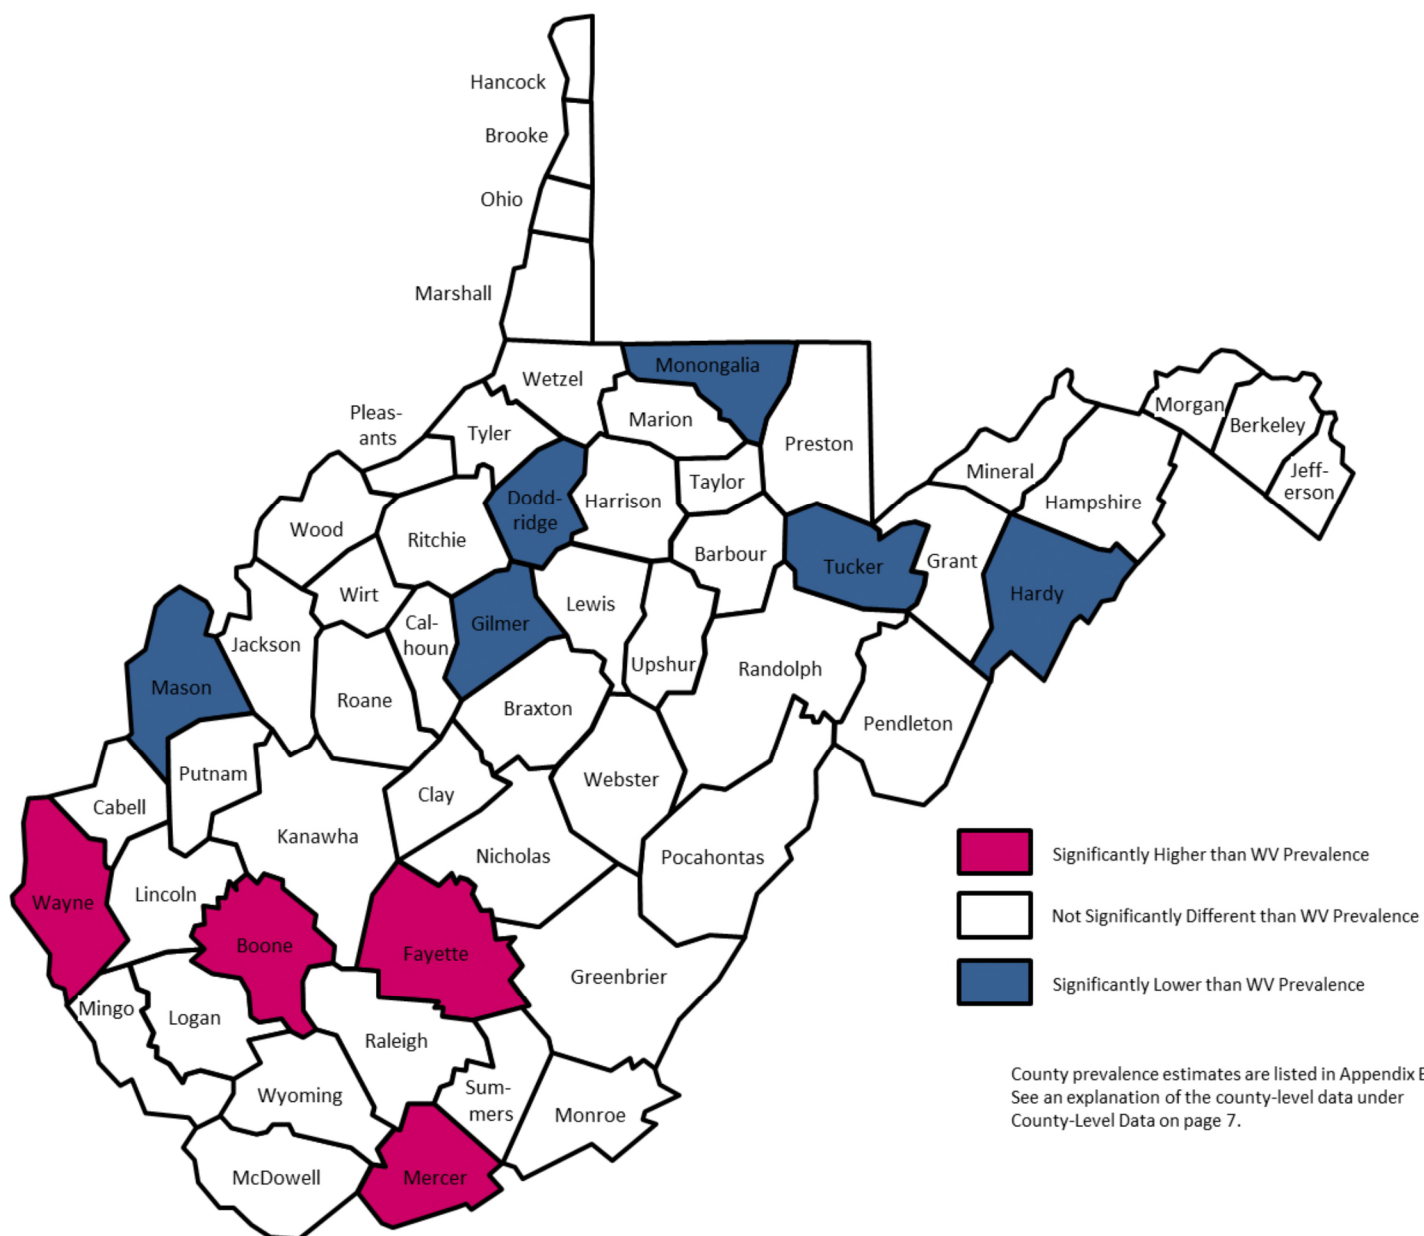 Hancock
Brooke
Ohio
Marshall
Monongalia
Wetzel
Marion
Pleas-
ants
Tyler
Preston
Morgan
Berkeley
Jeff-
erson
Mineral
Hampshire
Taylor
Harrison
Dodd-
ridge
Wood
Ritchie
Barbour
Tucker
Grant
Hardy
Wirt
Cal-
houn
Gilmer
Lewis
Jackson
Upshur
Randolph
Mason
Roane
Braxton
Pendleton
Putnam
Webster
Cabell
Clay
Kanawha
Nicholas
Pocahontas
Wayne
Lincoln
Boone
Fayette
Greenbrier
Mingo
Logan
Raleigh
Wyoming
Sum-
mers
Monroe
McDowell
Mercer
Significantly Higher than WV Prevalence
Not Significantly Different than WV Prevalence
Significantly Lower than WV Prevalence
County prevalence estimates are listed in Appendix E
See an explanation of the county-level data under
County-Level Data on page 7.